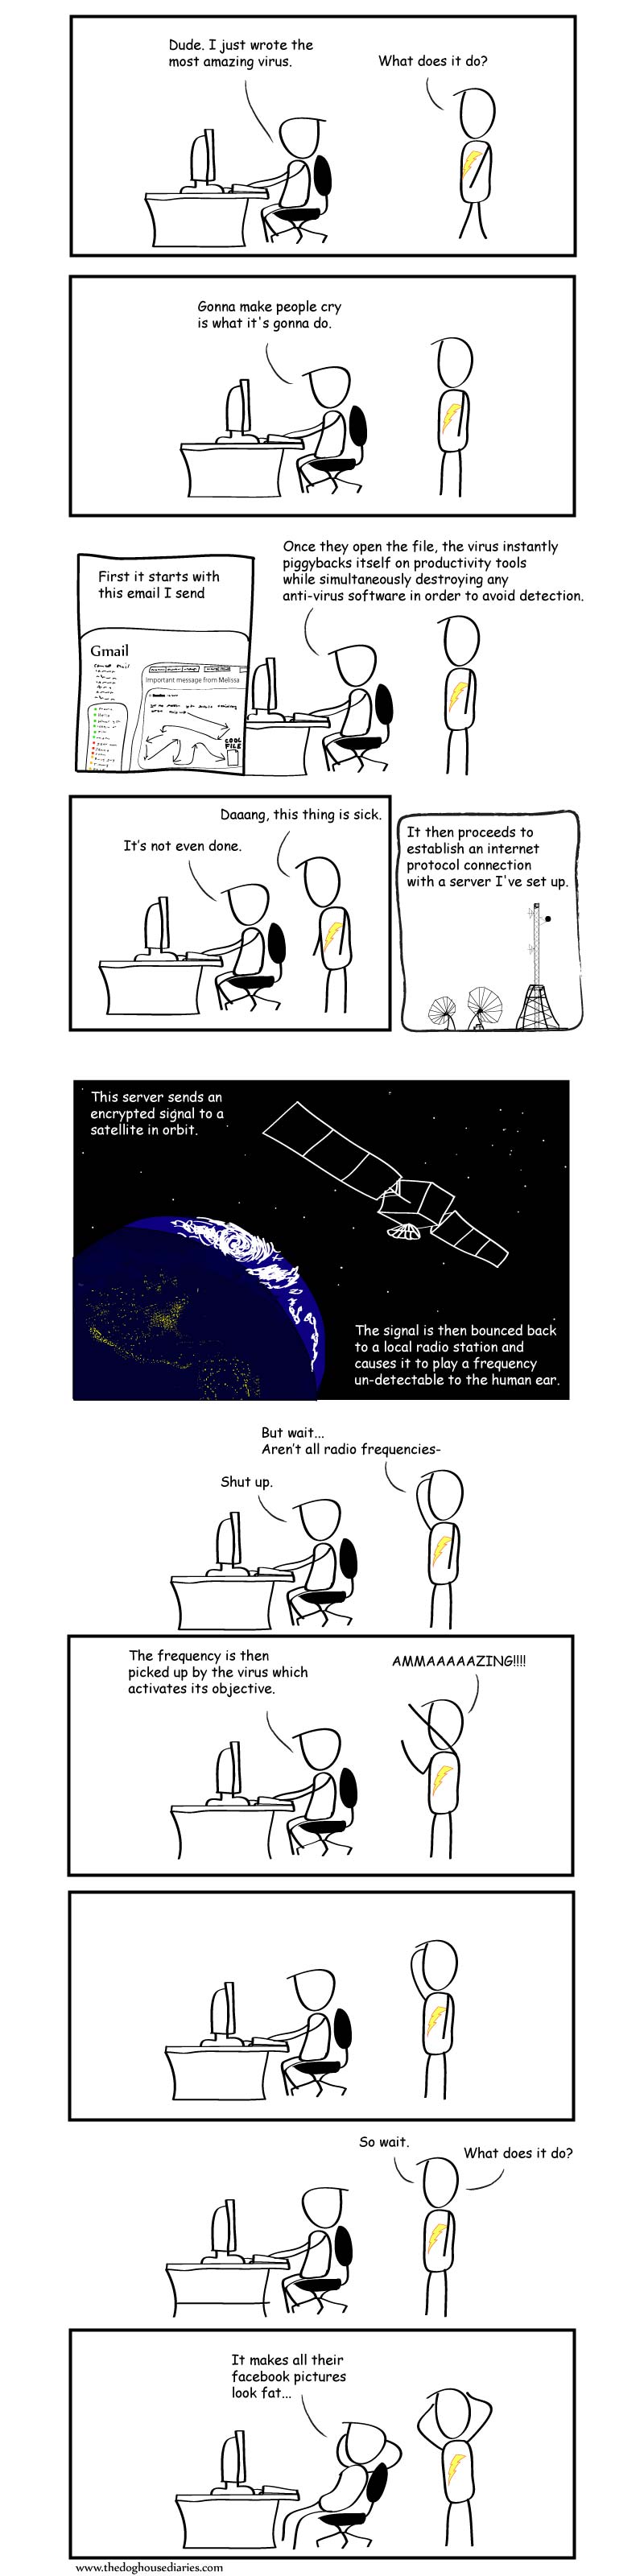 Dude. I just wrote the
most amazing virus.
What does it do?
Gonna make people cry
is what it's gonna do.
First it starts with
this email I send
Gmail
Important message from Melissa
COOL
FILE
Once they open the file, the virus instantly
piggybacks itself on productivity tools
while simultaneously destroying any
anti-virus software in order to avoid detection.
Daaang, this thing is sick.
It's not even done.
It then proceeds to
establish an internet
protocol connection
with a server I've set up.
This server sends an
encrypted signal to a
satellite in orbit.
The signal is then bounced back
to a local radio station and
causes it to play a frequency
un-detectable to the human ear.
But wait...
Aren't all radio frequencies-
Shut up.
The frequency is then
picked up by the virus which
activates its objective.
AMMAAAAAZING!!!!
So wait.
What does it do?
It makes all their
facebook pictures
look fat...
www.thedoghousediaries.com